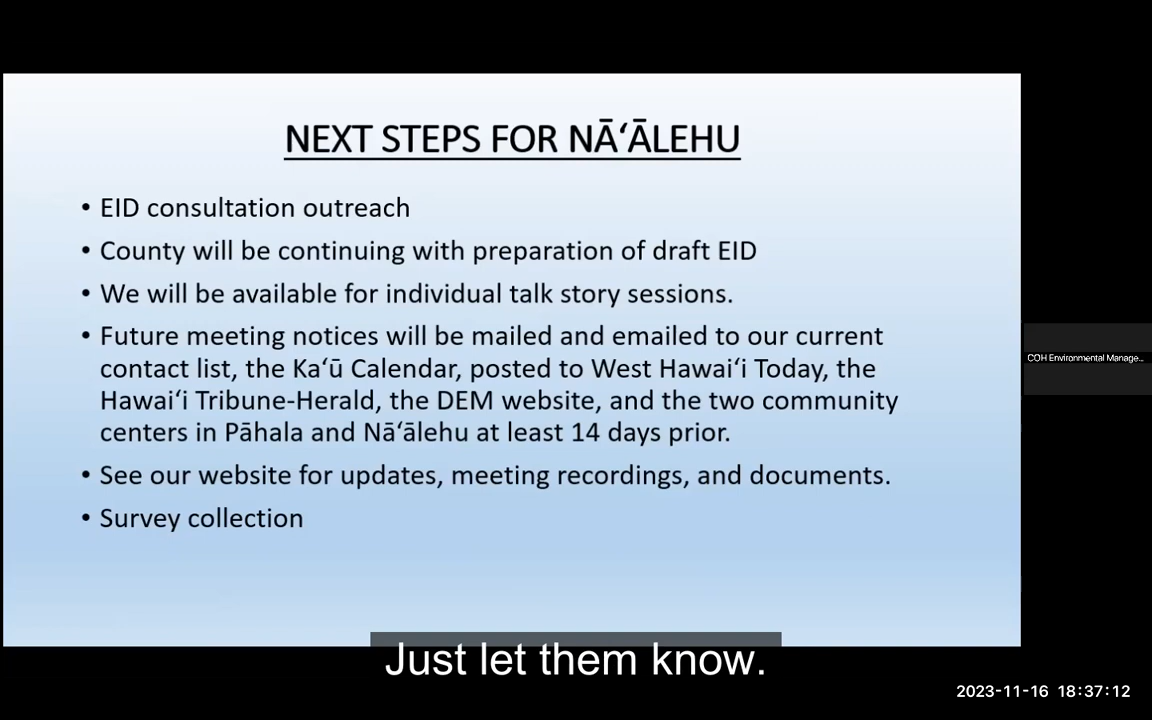 NEXT STEPS FOR NĀʻĀLEHU
• EID consultation outreach
• County will be continuing with preparation of draft EID
• We will be available for individual talk story sessions.
• Future meeting notices will be mailed and emailed to our current
contact list, the Kaʻū Calendar, posted to West Hawaiʻi Today, the
Hawaiʻi Tribune-Herald, the DEM website, and the two community
centers in Pāhala and Nāʻālehu at least 14 days prior.
• See our website for updates, meeting recordings, and documents.
• Survey collection
COH Environmental Manage...
Just let them know.
2023-11-16 18:37:12